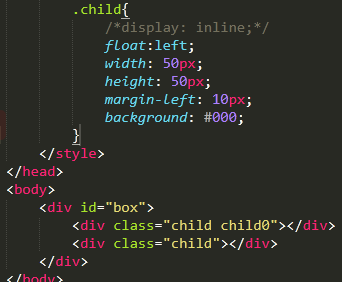 .child{
/*display: inline;*/
float:left;
width: 50px;
height: 50px;
margin-left: 10px;
background: #000;
}
</style>
</head>
<body>
<div id="box">
<div class="child child0"></div>
<div class="child"></div>
</div>
</body>